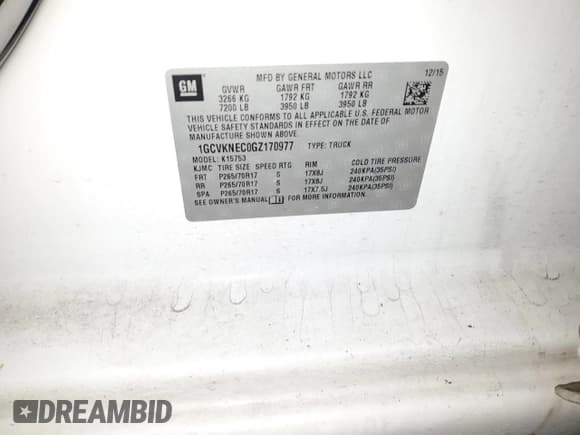 GM
MFD BY GENERAL MOTORS LLC 12/15
GVWR GAWR FRT GAWR RR
3266 KG 1792 KG 1792 KG
7200 LB 3950 LB 3950 LB
THIS VEHICLE CONFORMS TO ALL APPLICABLE U.S. FEDERAL MOTOR
VEHICLE SAFETY STANDARDS IN EFFECT ON THE DATE OF
MANUFACTURE SHOWN ABOVE.
1GCVKNEC0GZ170977 TYPE: TRUCK
MODEL: K15753
KJMC TIRE SIZE SPEED RTG RIM COLD TIRE PRESSURE
FRT P265/70R17 S 17X8J 240KPA(35PSI)
RR P265/70R17 S 17X8J 240KPA(35PSI)
SPA P265/70R17 S 17X7.5J 240KPA(35PSI)
SEE OWNER'S MANUAL FOR MORE INFORMATION.
DREAMBID